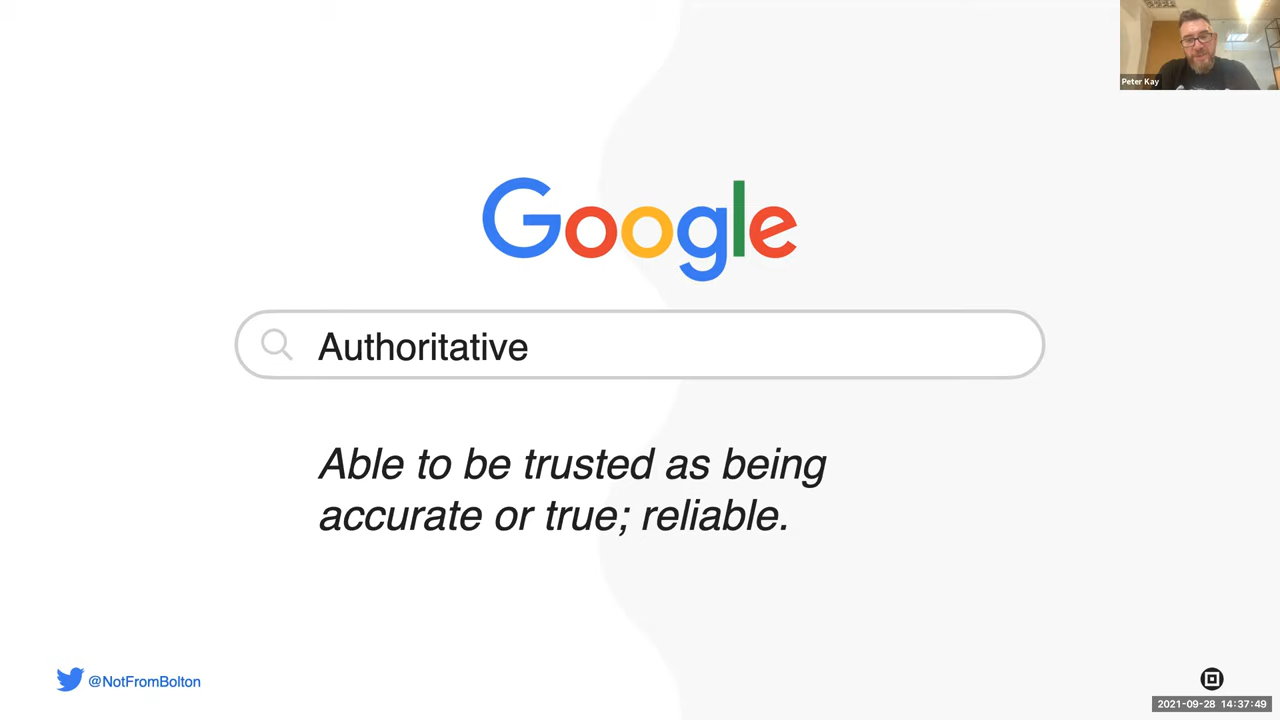 Peter Kay
Google
Authoritative
Able to be trusted as being
accurate or true; reliable.
@NotFromBolton
2021-09-28 14:37:49